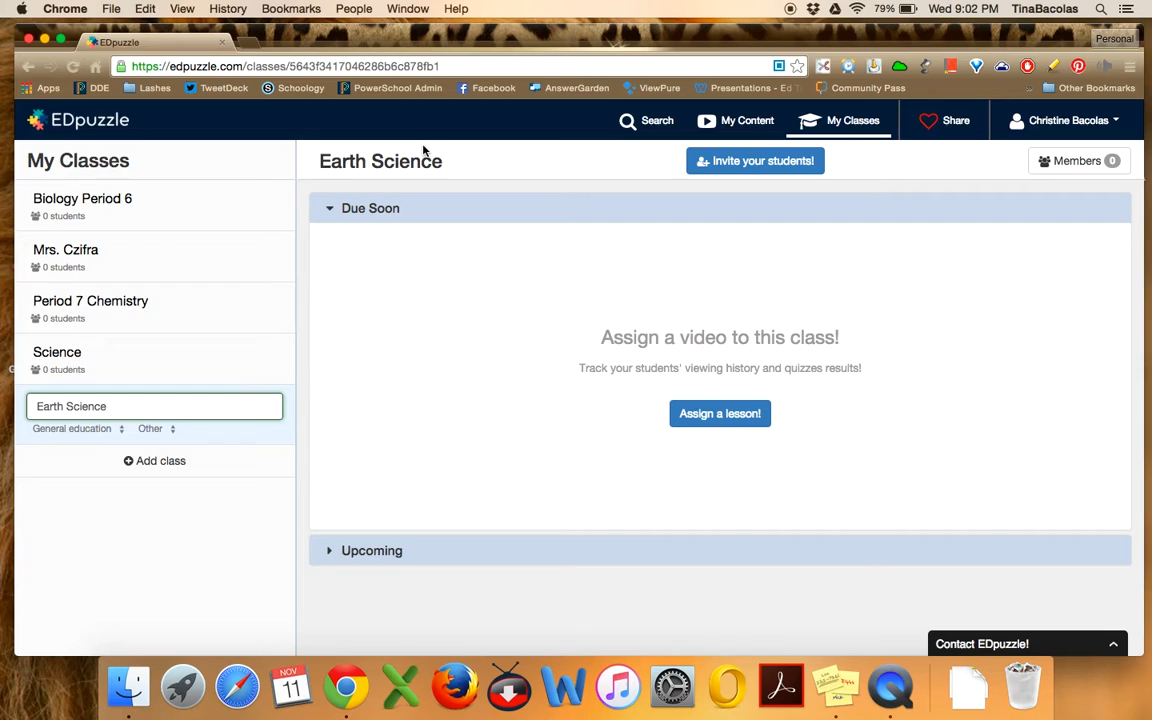 Chrome File Edit View History Bookmarks People Window Help 79% Wed 9:02 PM TinaBacolas
EDpuzzle Personal
https://edpuzzle.com/classes/5643f3417046286b6c878fb1
Apps DDE Lashes TweetDeck Schoology PowerSchool Admin Facebook AnswerGarden ViewPure Presentations - Ed T Community Pass » Other Bookmarks
EDpuzzle Search My Content My Classes Share Christine Bacolas
My Classes
Earth Science Invite your students! Members 0
Biology Period 6
0 students
Mrs. Czifra
0 students
Period 7 Chemistry
0 students
Science
0 students
Earth Science
General education Other
Add class
Due Soon
Assign a video to this class!
Track your students' viewing history and quizzes results!
Assign a lesson!
Upcoming
Contact EDpuzzle!
NOV
11